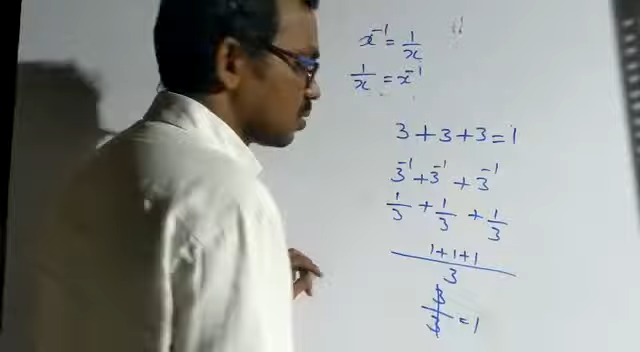 x⁻¹ = 1/x
1/x = x⁻¹
3 + 3 + 3 = 1
3⁻¹ + 3⁻¹ + 3⁻¹
1/3 + 1/3 + 1/3
1+1+1/3
3/3 = 1